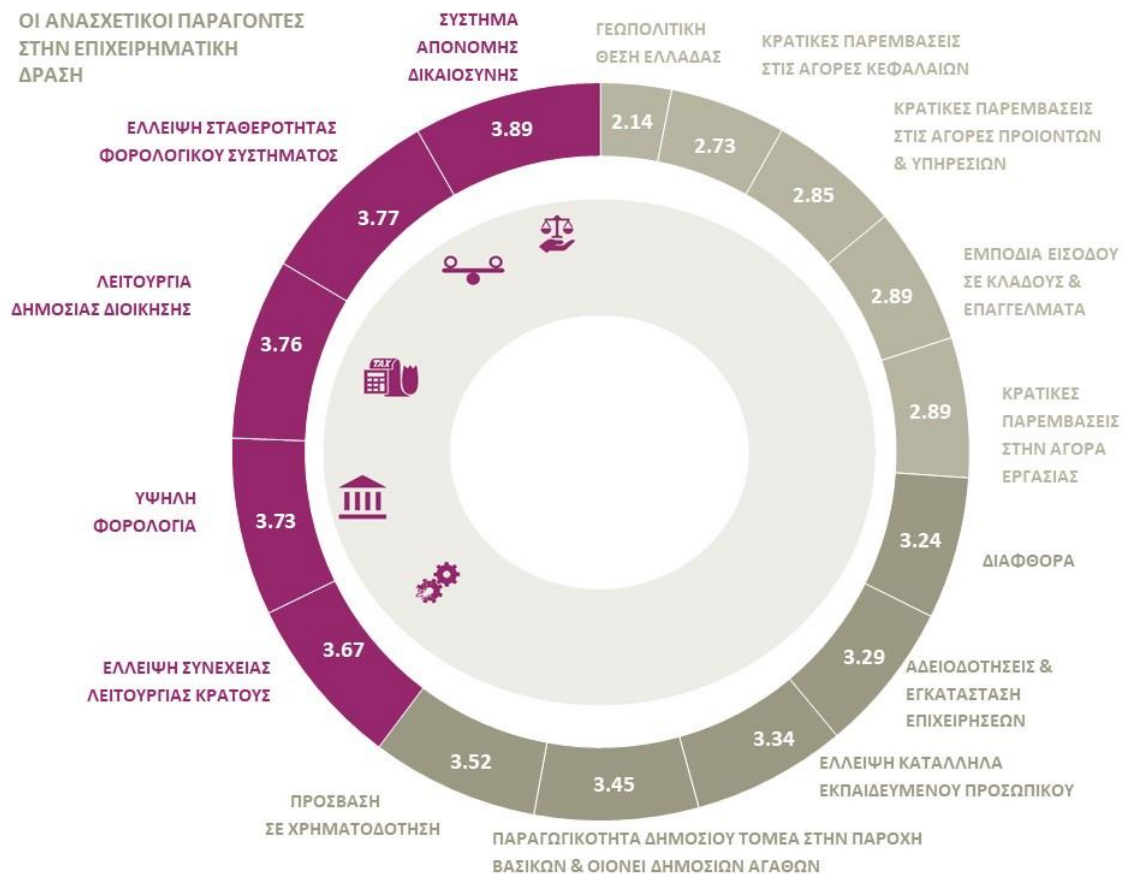 ΟΙ ΑΝΑΣΧΕΤΙΚΟΙ ΠΑΡΑΓΟΝΤΕΣ
ΣΤΗΝ ΕΠΙΧΕΙΡΗΜΑΤΙΚΗ
ΔΡΑΣΗ
ΣΥΣΤΗΜΑ
ΑΠΟΝΟΜΗΣ
ΔΙΚΑΙΟΣΥΝΗΣ
3.89
ΓΕΩΠΟΛΙΤΙΚΗ
ΘΕΣΗ ΕΛΛΑΔΑΣ
2.14
ΚΡΑΤΙΚΕΣ ΠΑΡΕΜΒΑΣΕΙΣ
ΣΤΙΣ ΑΓΟΡΕΣ ΚΕΦΑΛΑΙΩΝ
2.73
ΚΡΑΤΙΚΕΣ ΠΑΡΕΜΒΑΣΕΙΣ
ΣΤΙΣ ΑΓΟΡΕΣ ΠΡΟΙΟΝΤΩΝ
& ΥΠΗΡΕΣΙΩΝ
2.85
ΕΜΠΟΔΙΑ ΕΙΣΟΔΟΥ
ΣΕ ΚΛΑΔΟΥΣ &
ΕΠΑΓΓΕΛΜΑΤΑ
2.89
ΚΡΑΤΙΚΕΣ
ΠΑΡΕΜΒΑΣΕΙΣ
ΣΤΗΝ ΑΓΟΡΑ
ΕΡΓΑΣΙΑΣ
2.89
ΔΙΑΦΘΟΡΑ
3.24
ΑΔΕΙΟΔΟΤΗΣΕΙΣ &
ΕΓΚΑΤΑΣΤΑΣΗ
ΕΠΙΧΕΙΡΗΣΕΩΝ
3.29
ΕΛΛΕΙΨΗ ΚΑΤΑΛΛΗΛΑ
ΕΚΠΑΙΔΕΥΜΕΝΟΥ ΠΡΟΣΩΠΙΚΟΥ
3.34
ΠΑΡΑΓΩΓΙΚΟΤΗΤΑ ΔΗΜΟΣΙΟΥ ΤΟΜΕΑ ΣΤΗΝ ΠΑΡΟΧΗ
ΒΑΣΙΚΩΝ & ΟΙΟΝΕΙ ΔΗΜΟΣΙΩΝ ΑΓΑΘΩΝ
3.45
ΠΡΟΣΒΑΣΗ
ΣΕ ΧΡΗΜΑΤΟΔΟΤΗΣΗ
3.52
ΕΛΛΕΙΨΗ ΣΥΝΕΧΕΙΑΣ
ΛΕΙΤΟΥΡΓΙΑΣ ΚΡΑΤΟΥΣ
3.67
ΥΨΗΛΗ
ΦΟΡΟΛΟΓΙΑ
3.73
ΛΕΙΤΟΥΡΓΙΑ
ΔΗΜΟΣΙΑΣ ΔΙΟΙΚΗΣΗΣ
3.76
ΕΛΛΕΙΨΗ ΣΤΑΘΕΡΟΤΗΤΑΣ
ΦΟΡΟΛΟΓΙΚΟΥ ΣΥΣΤΗΜΑΤΟΣ
3.77
TAX